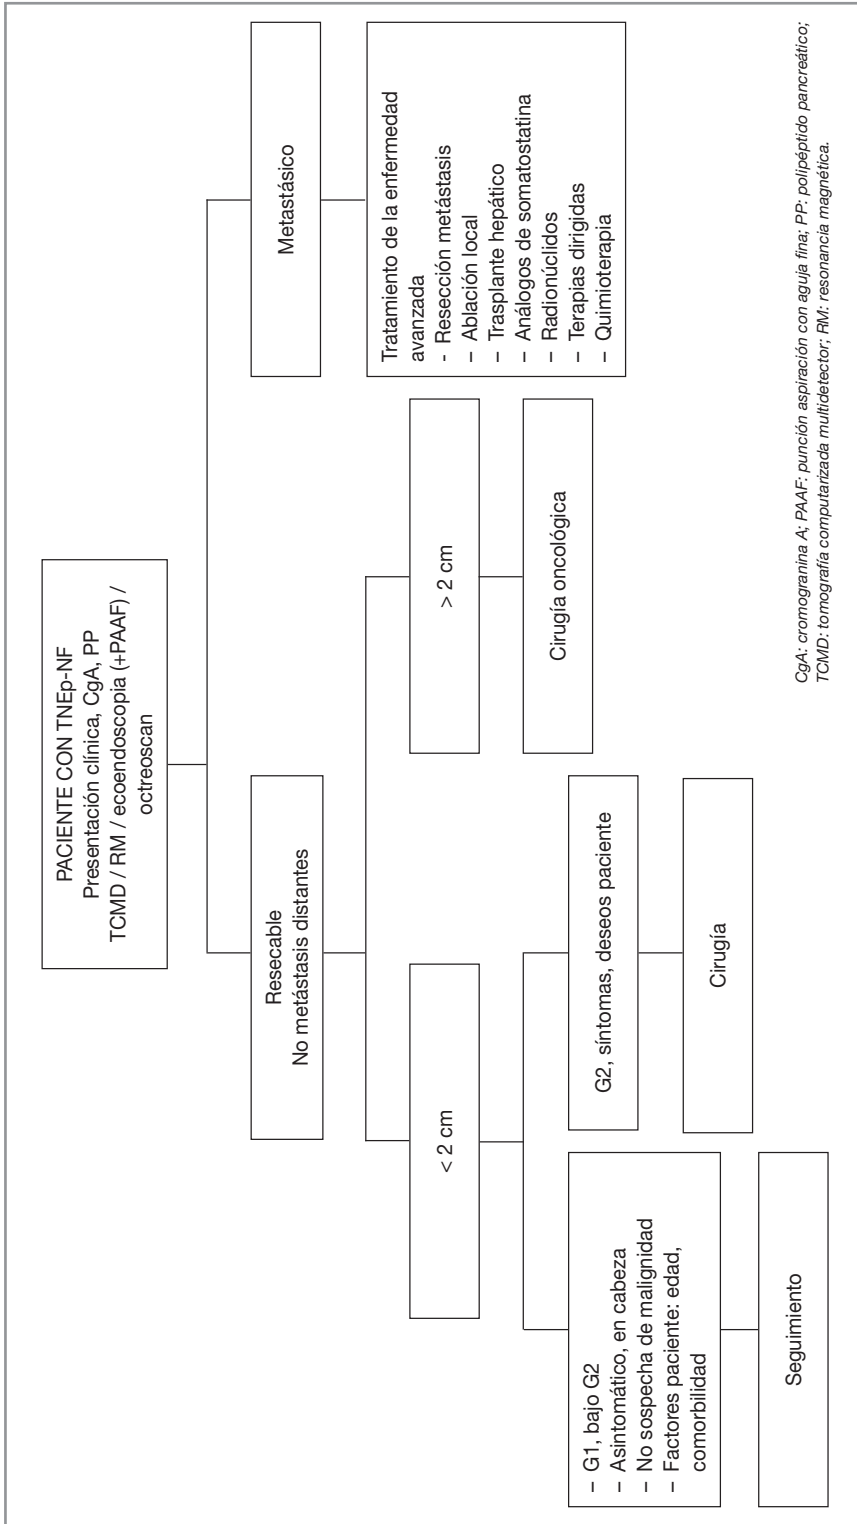 PACIENTE CON TNEp-NF
Presentación clínica, CgA, PP
TCMD / RM / ecoendoscopia (+PAAF) /
octreoscan
Resecable
No metástasis distantes
Metastásico
< 2 cm
> 2 cm
Tratamiento de la enfermedad
avanzada
- Resección metástasis
– Ablación local
– Trasplante hepático
– Análogos de somatostatina
– Radionúclidos
– Terapias dirigidas
– Quimioterapia
– G1, bajo G2
– Asintomático, en cabeza
– No sospecha de malignidad
– Factores paciente: edad,
comorbilidad
G2, síntomas, deseos paciente
Cirugía oncológica
Seguimiento
Cirugía
CgA: cromogranina A; PAAF: punción aspiración con aguja fina; PP: polipéptido pancreático;
TCMD: tomografía computarizada multidetector; RM: resonancia magnética.